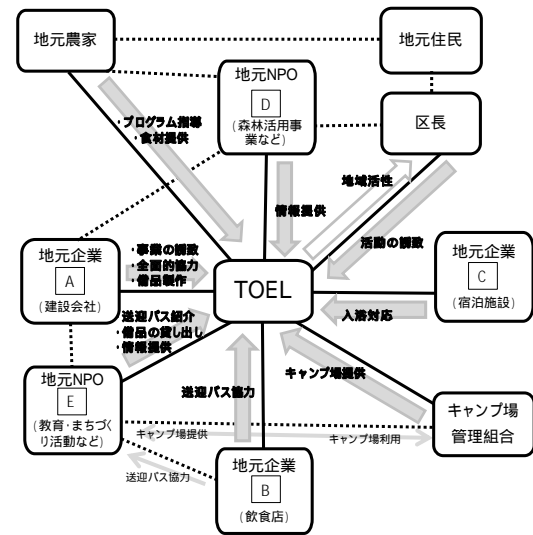 地元農家
地元住民
地元NPO
D
(森林活用事
業など)
区長
・プログラム指導
・食材提供
地域活性
情報提供
活動の誘致
・事業の誘致
・全面的協力
・備品製作
地元企業
A
(建設会社)
TOEL
地元企業
C
(宿泊施設)
入浴対応
送迎バス紹介
・備品の貸し出し
・情報提供
地元NPO
E
(教育・まちづく
り活動など)
送迎バス協力
キャンプ場提供
キャンプ場
管理組合
キャンプ場提供
キャンプ場利用
送迎バス協力
地元企業
B
(飲食店)